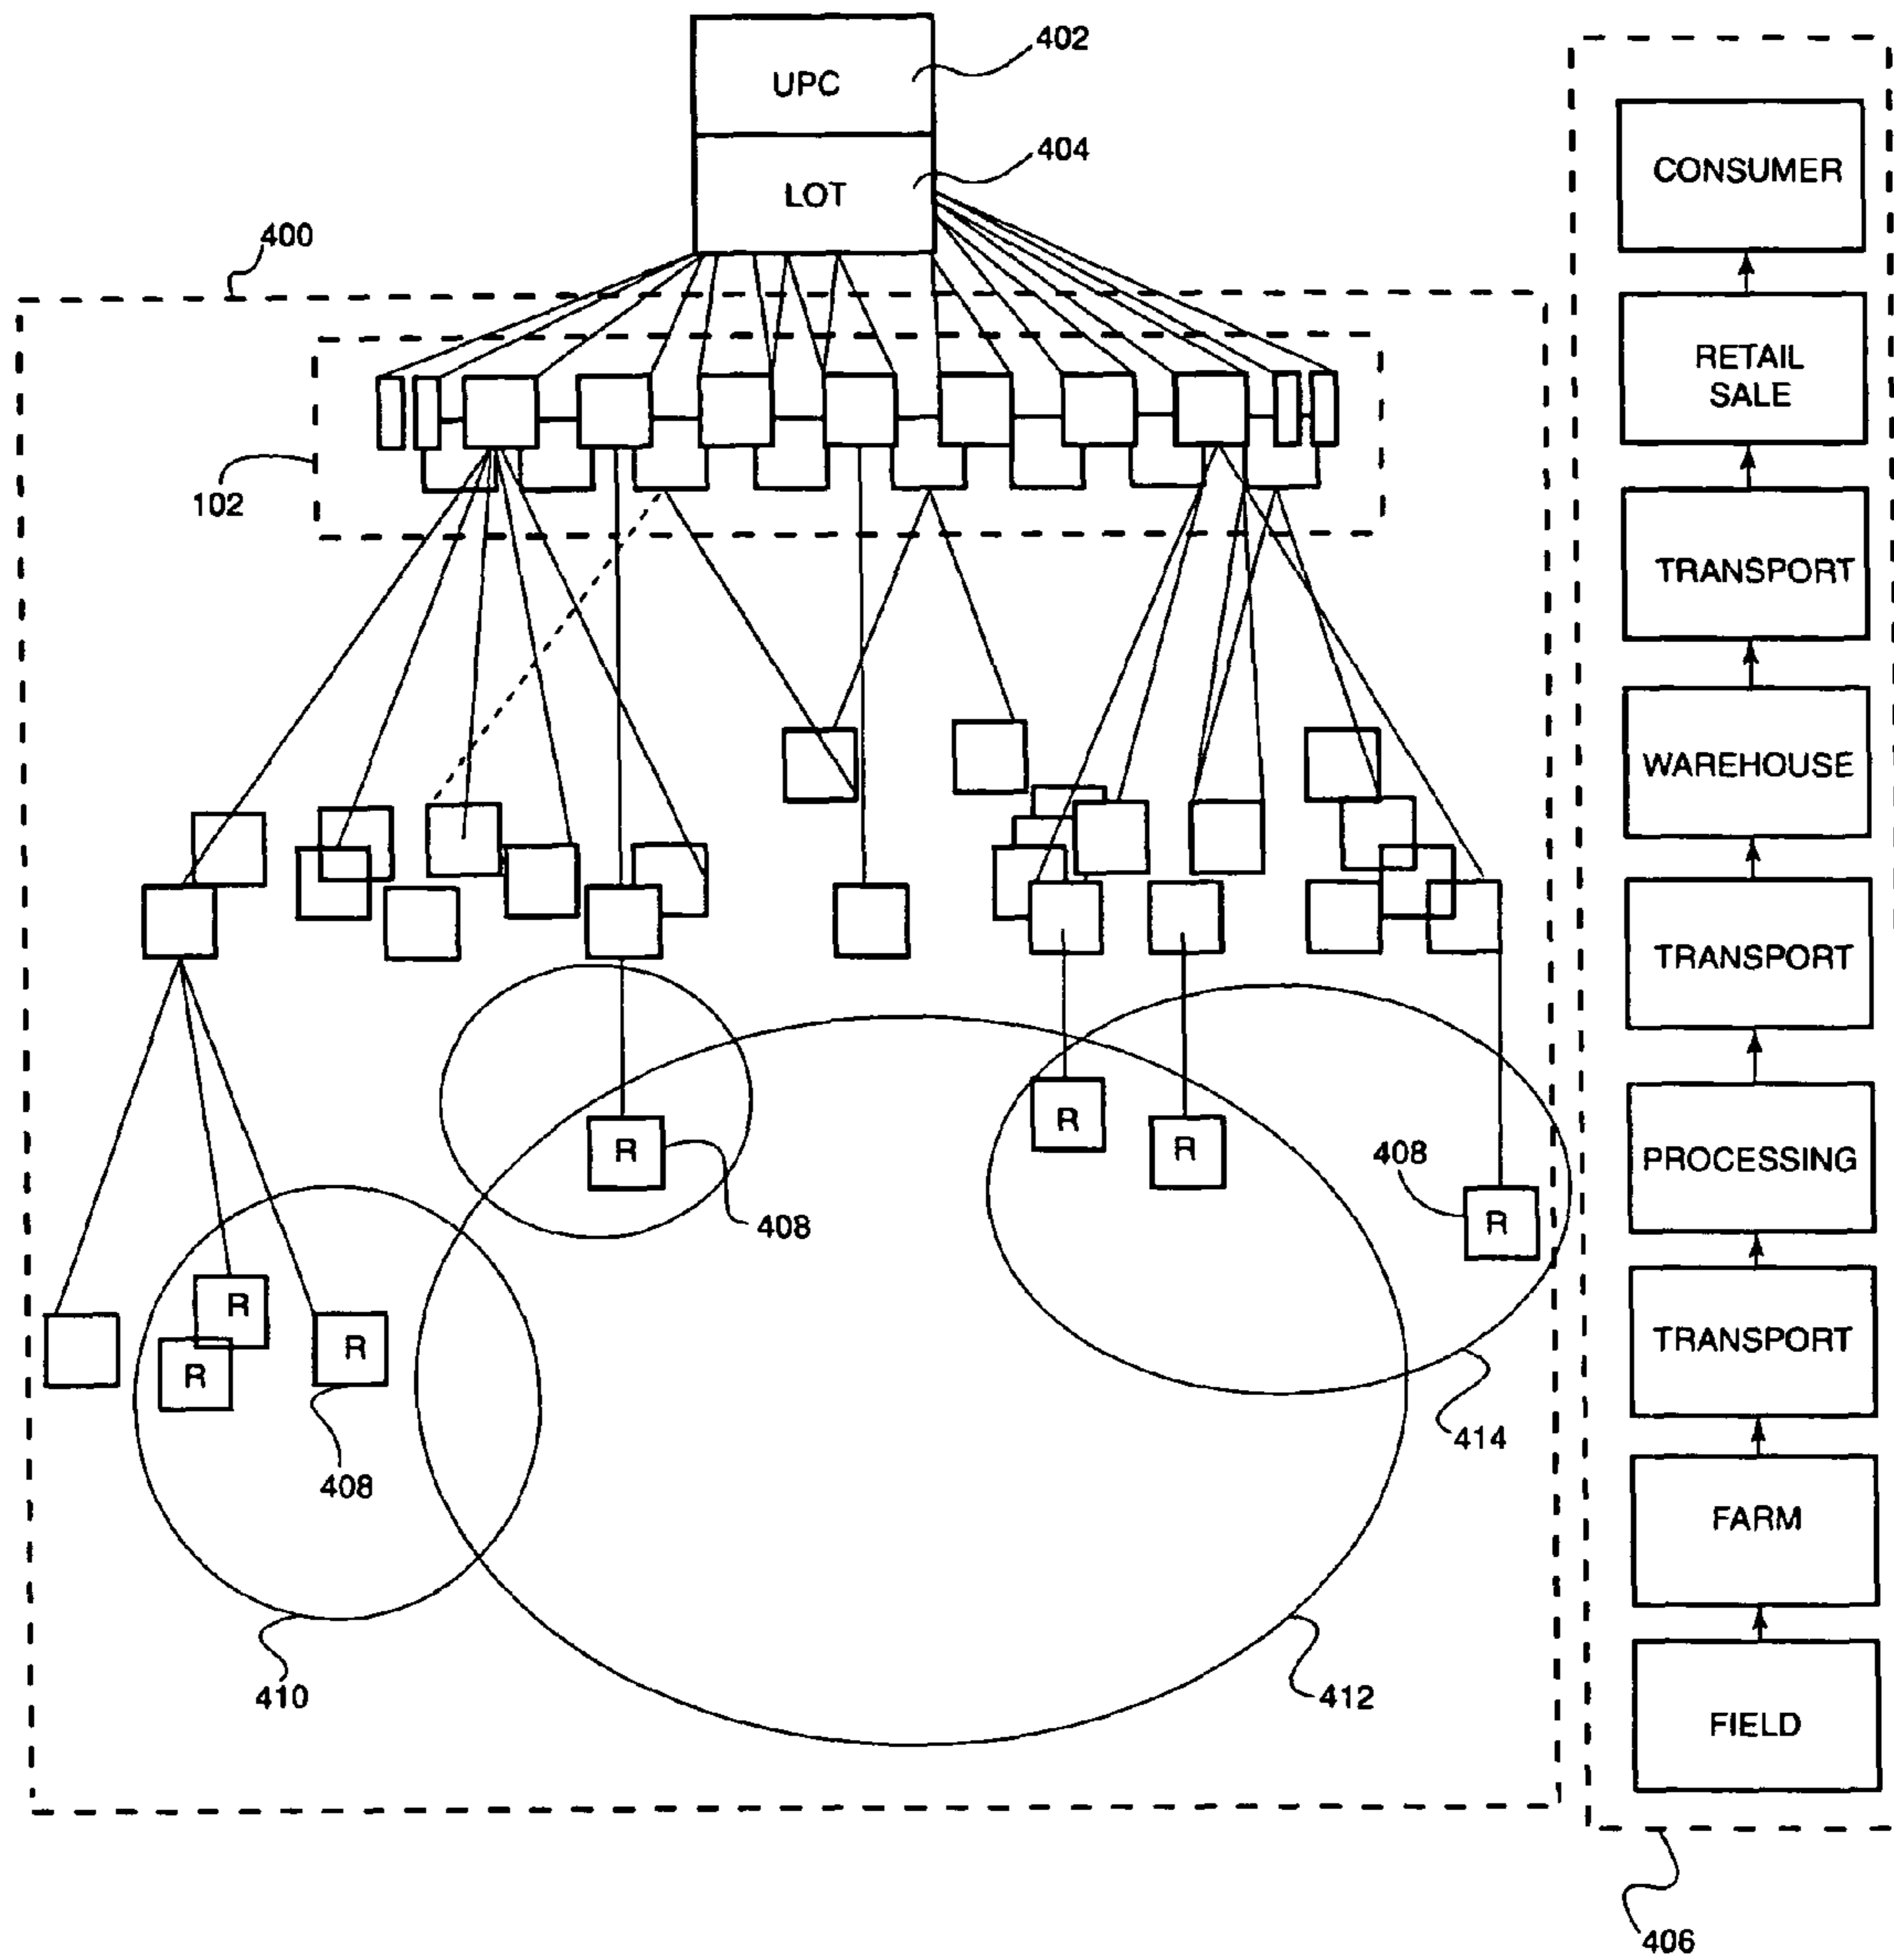 402
UPC
404
LOT
400
102
R
R
R
408
R
408
R
408
R
R
410
414
412
CONSUMER
RETAIL
SALE
TRANSPORT
WAREHOUSE
TRANSPORT
PROCESSING
TRANSPORT
FARM
FIELD
406